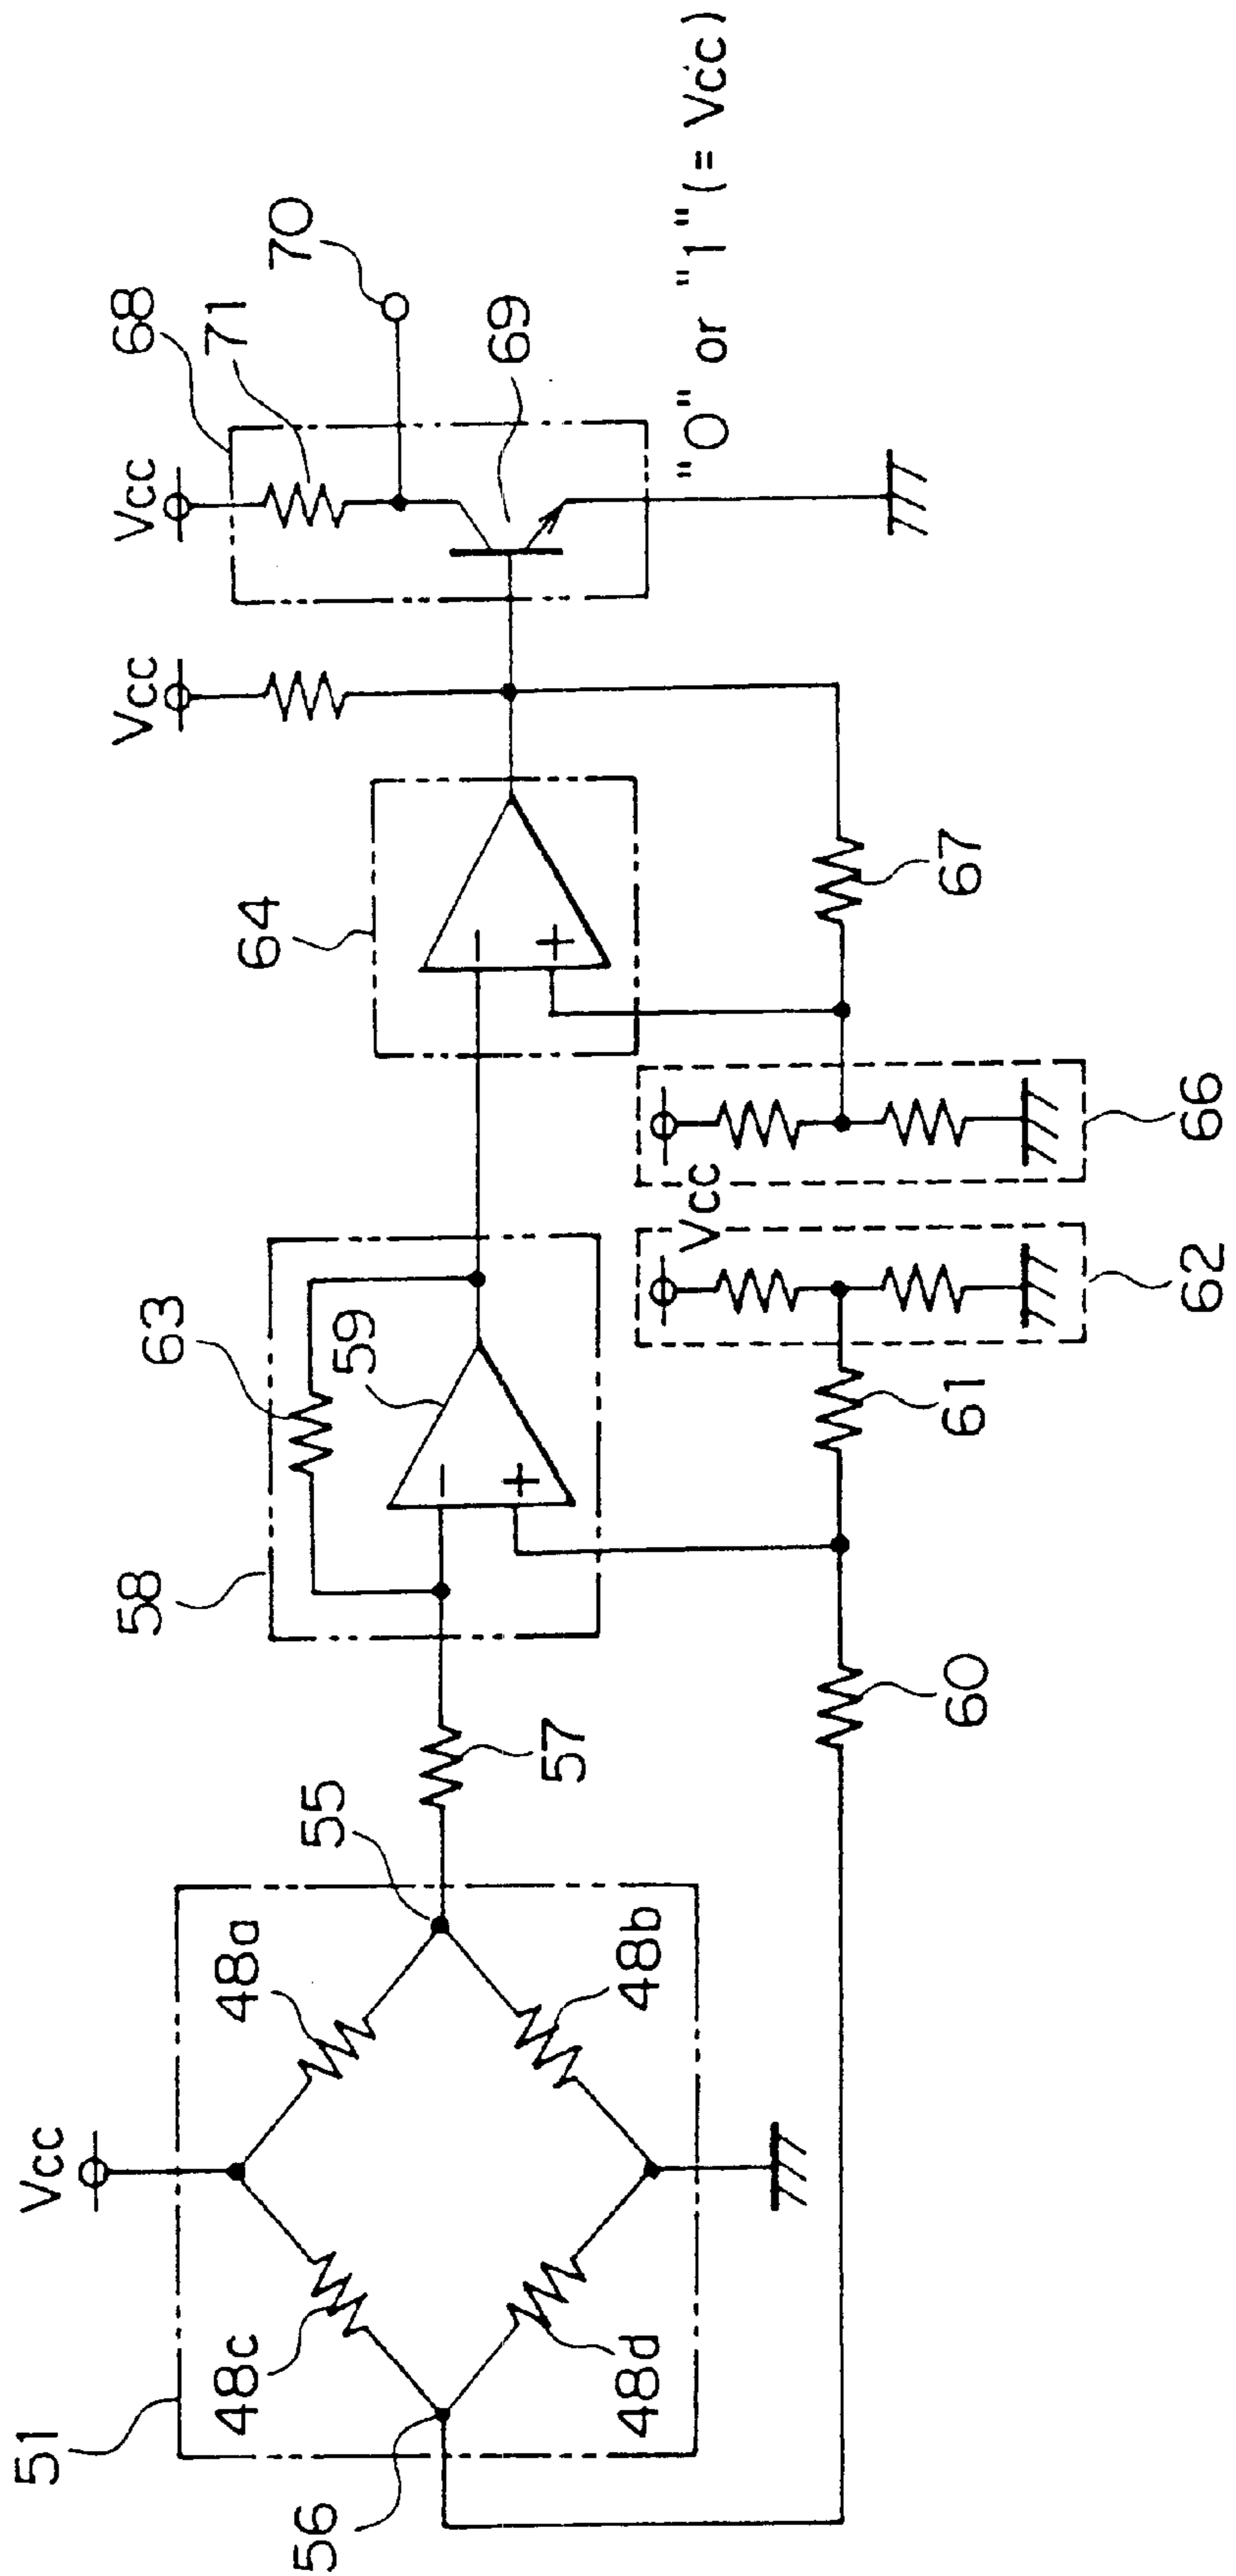 51
Vcc
48c
48a
56
48d
48b
55
57
58
63
59
−
+
60
61
62
Vcc
66
64
−
+
67
Vcc
Vcc
68
71
70
69
"0" or "1" (= Vcc)